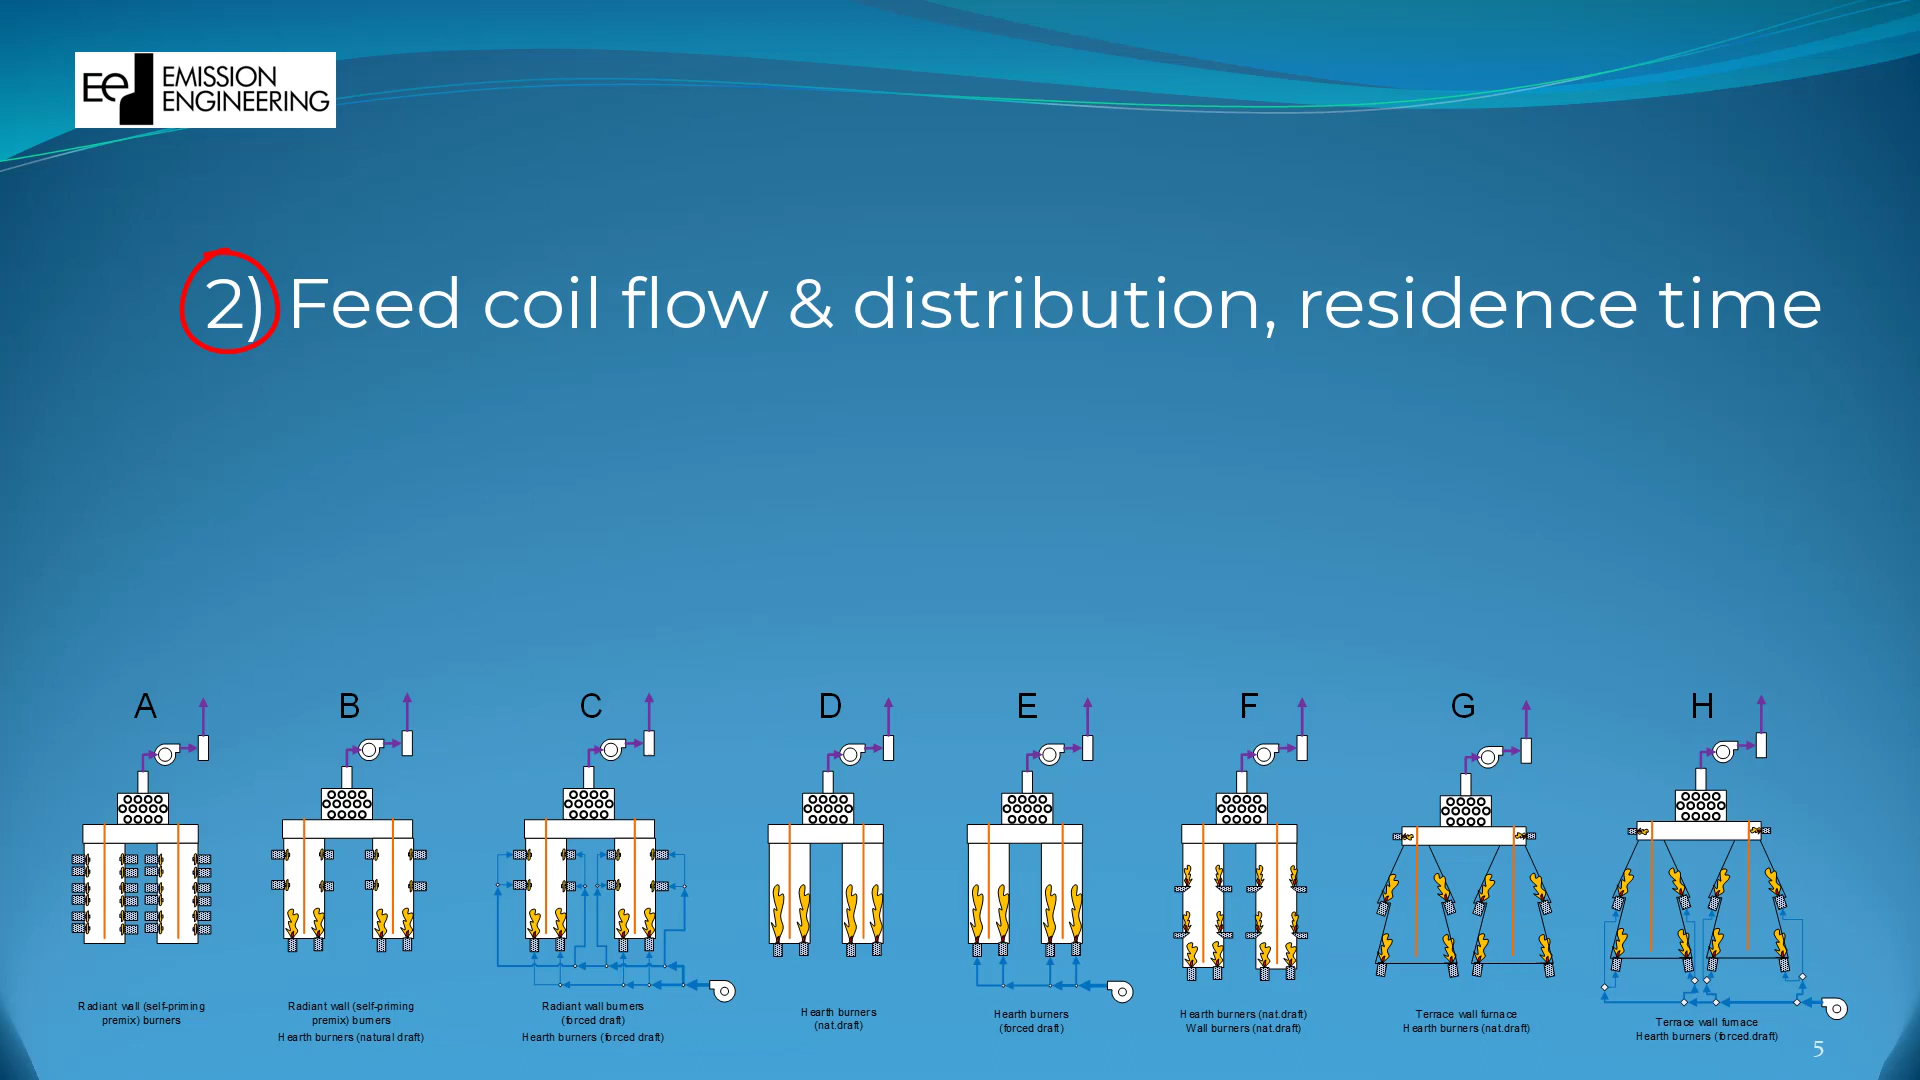 Ee EMISSION
ENGINEERING
2) Feed coil flow & distribution, residence time
A B C D E F G H
Radiant wall (self-priming
premix) burners
Radiant wall (self-priming
premix) burners
Hearth burners (natural draft)
Radiant wall burners
(forced draft)
Hearth burners (forced draft)
Hearth burners
(nat.draft)
Hearth burners
(forced draft)
Hearth burners (nat.draft)
Wall burners (nat.draft)
Terrace wall furnace
Hearth burners (nat.draft)
Terrace wall furnace
Hearth burners (forced.draft)
5